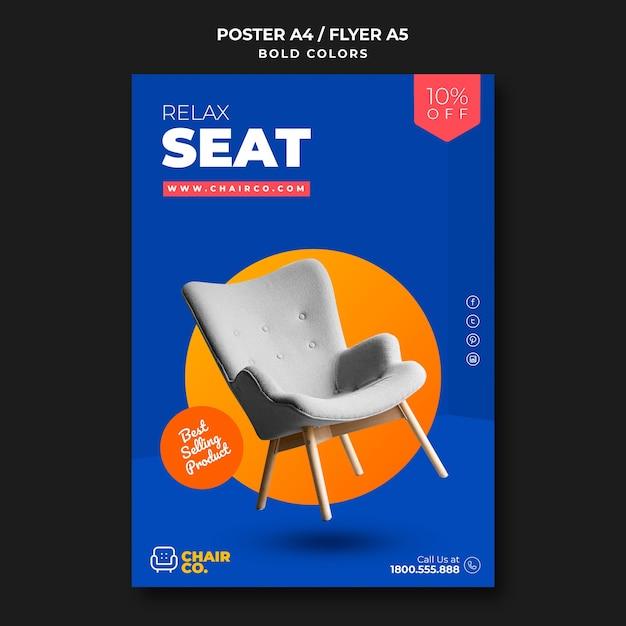 POSTER A4 / FLYER A5
BOLD COLORS
RELAX
SEAT
WWW.CHAIRCO.COM
10%
OFF
Best
Selling
Product
CHAIR
CO.
Call Us at
1800.555.888